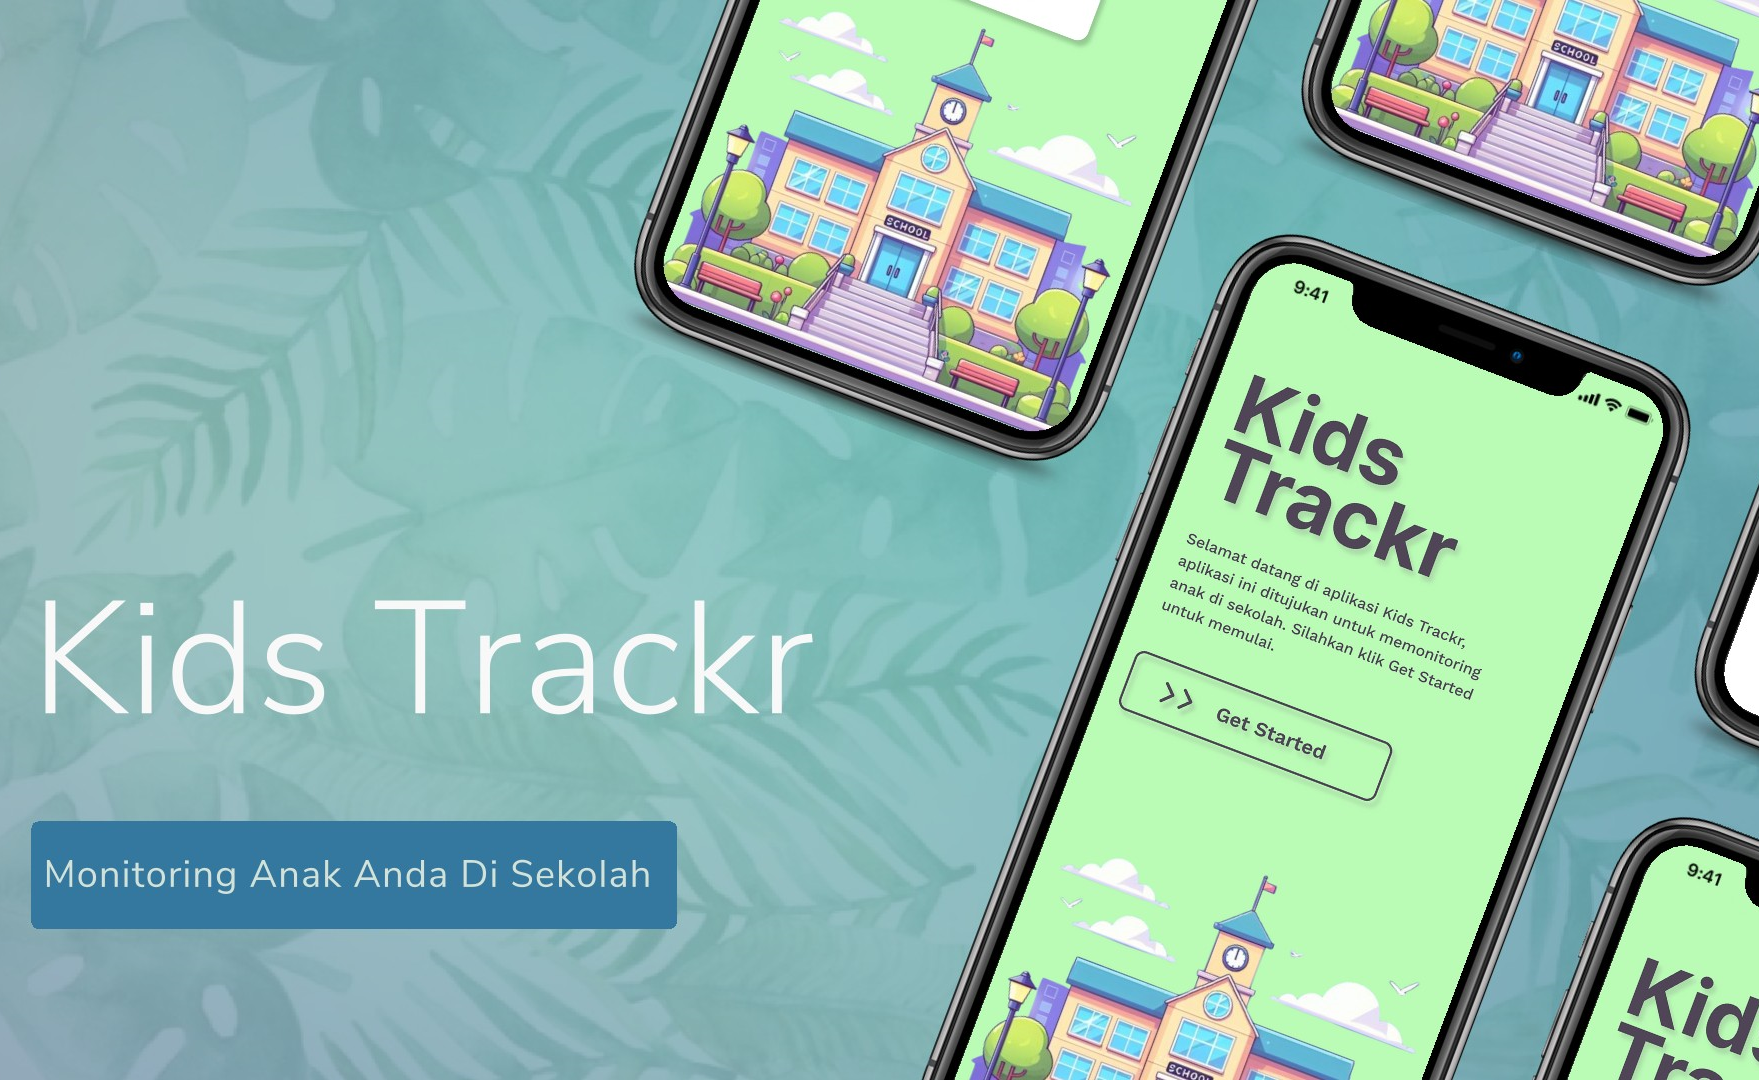 Kids Trackr
Monitoring Anak Anda Di Sekolah
SCHOOL
SCHOOL
9:41
Kids
Trackr
Selamat datang di aplikasi Kids Trackr,
aplikasi ini ditujukan untuk memonitoring
anak di sekolah. Silahkan klik Get Started
untuk memulai.
>> Get Started
SCHOOL
9:41
Kids
Tra